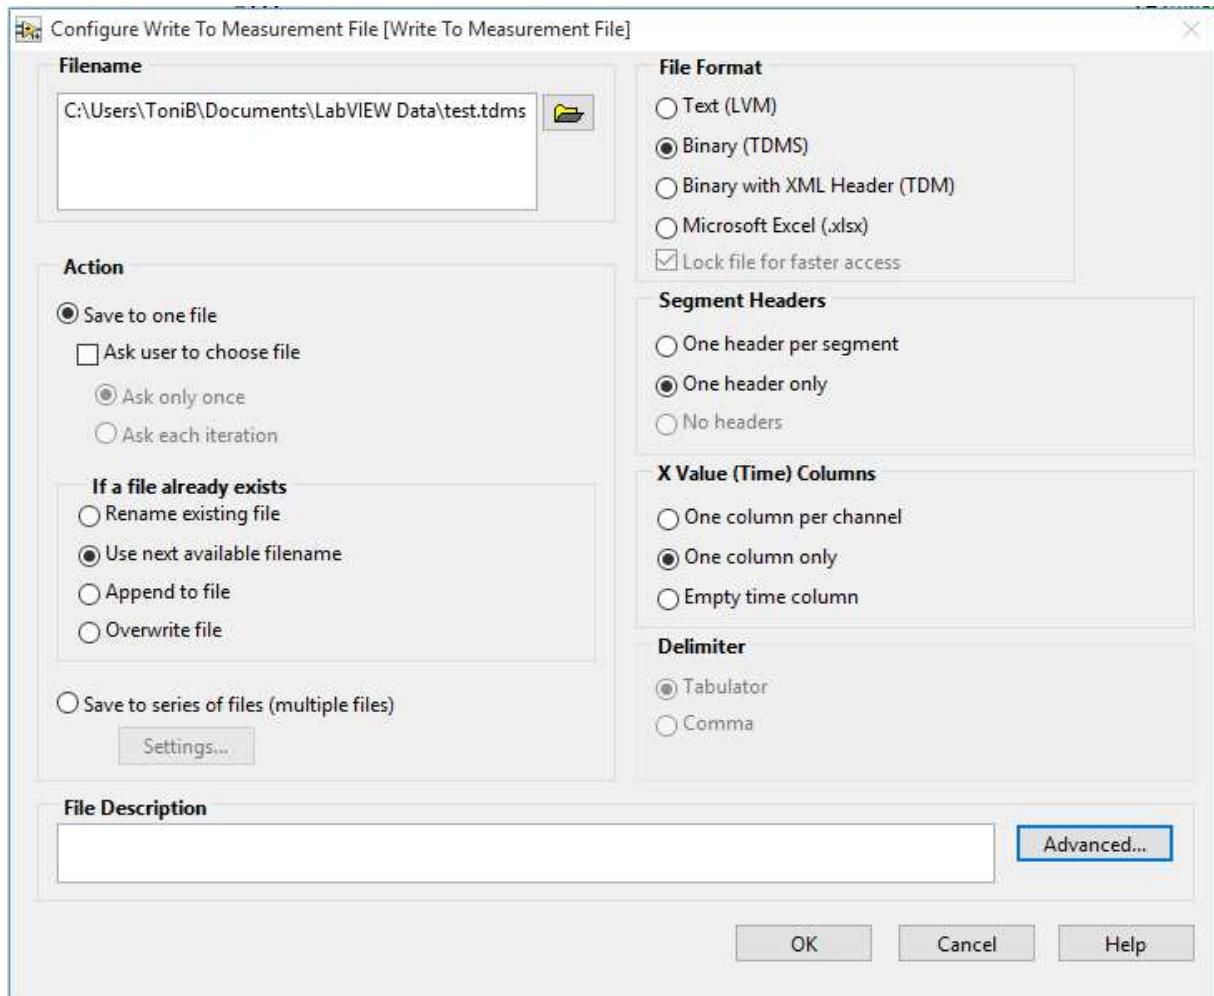 Configure Write To Measurement File [Write To Measurement File]
Filename
C:\Users\ToniB\Documents\LabVIEW Data\test.tdms
Action
Save to one file
Ask user to choose file
Ask only once
Ask each iteration
If a file already exists
Rename existing file
Use next available filename
Append to file
Overwrite file
Save to series of files (multiple files)
Settings...
File Format
Text (LVM)
Binary (TDMS)
Binary with XML Header (TDM)
Microsoft Excel (.xlsx)
Lock file for faster access
Segment Headers
One header per segment
One header only
No headers
X Value (Time) Columns
One column per channel
One column only
Empty time column
Delimiter
Tabulator
Comma
File Description
Advanced...
OK
Cancel
Help